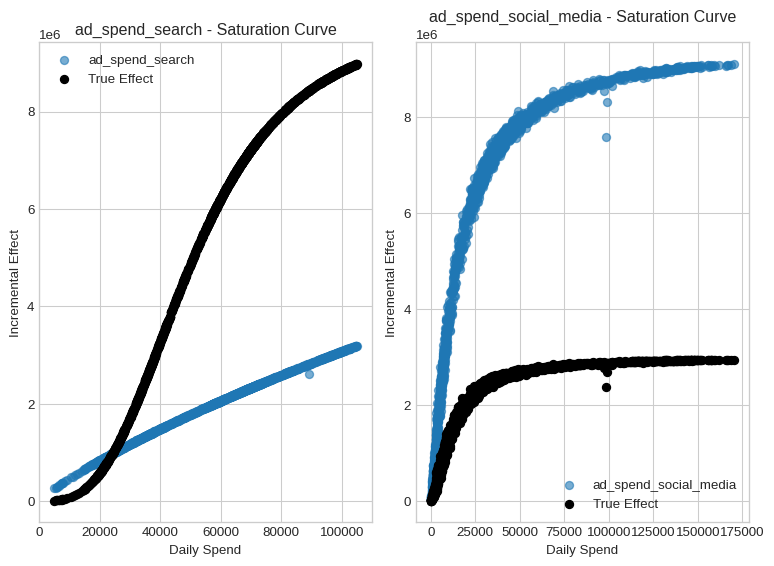 ad_spend_search - Saturation Curve
1e6
ad_spend_search
True Effect
8
6
4
2
0
Incremental Effect
0
20000
40000
60000
80000
100000
Daily Spend
ad_spend_social_media - Saturation Curve
1e6
8
6
4
2
0
Incremental Effect
ad_spend_social_media
True Effect
0
25000
50000
75000
100000
125000
150000
175000
Daily Spend